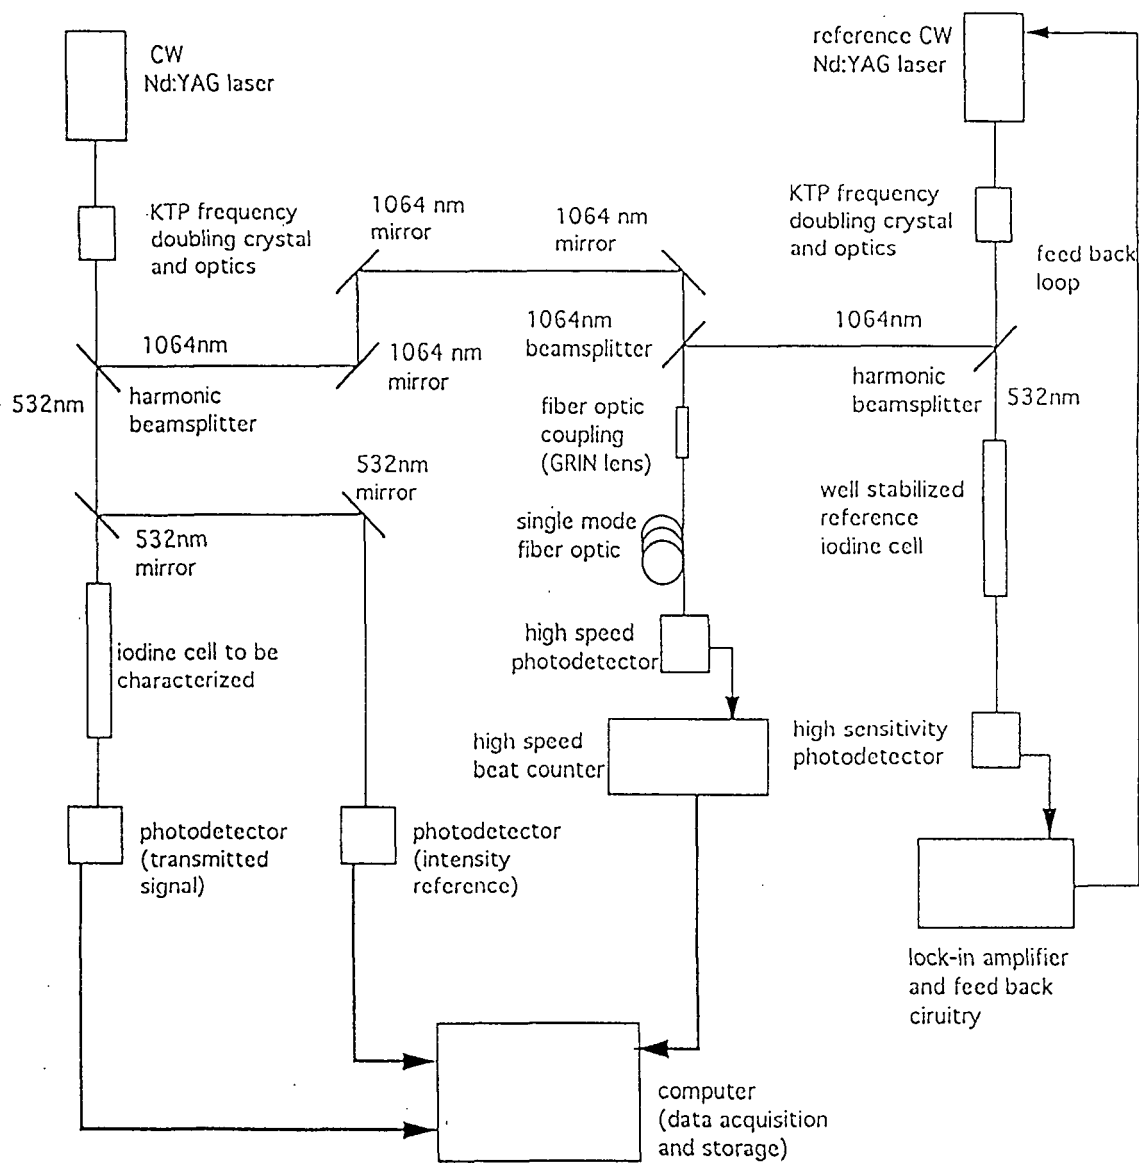 CW
Nd:YAG laser
reference CW
Nd:YAG laser
KTP frequency
doubling crystal
and optics
1064 nm
mirror
1064 nm
mirror
KTP frequency
doubling crystal
and optics
feed back
loop
1064nm
1064 nm
mirror
1064nm
beamsplitter
1064nm
harmonic
beamsplitter
532nm
harmonic
beamsplitter
532nm
fiber optic
coupling
(GRIN lens)
532nm
mirror
532nm
mirror
single mode
fiber optic
well stabilized
reference
iodine cell
iodine cell to be
characterized
high speed
photodetector
high speed
beat counter
high sensitivity
photodetector
photodetector
(transmitted
signal)
photodetector
(intensity
reference)
lock-in amplifier
and feed back
ciruitry
computer
(data acquisition
and storage)